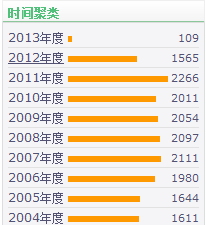 时间聚类
2013年度 109
2012年度 1565
2011年度 2266
2010年度 2011
2009年度 2054
2008年度 2097
2007年度 2111
2006年度 1980
2005年度 1644
2004年度 1611